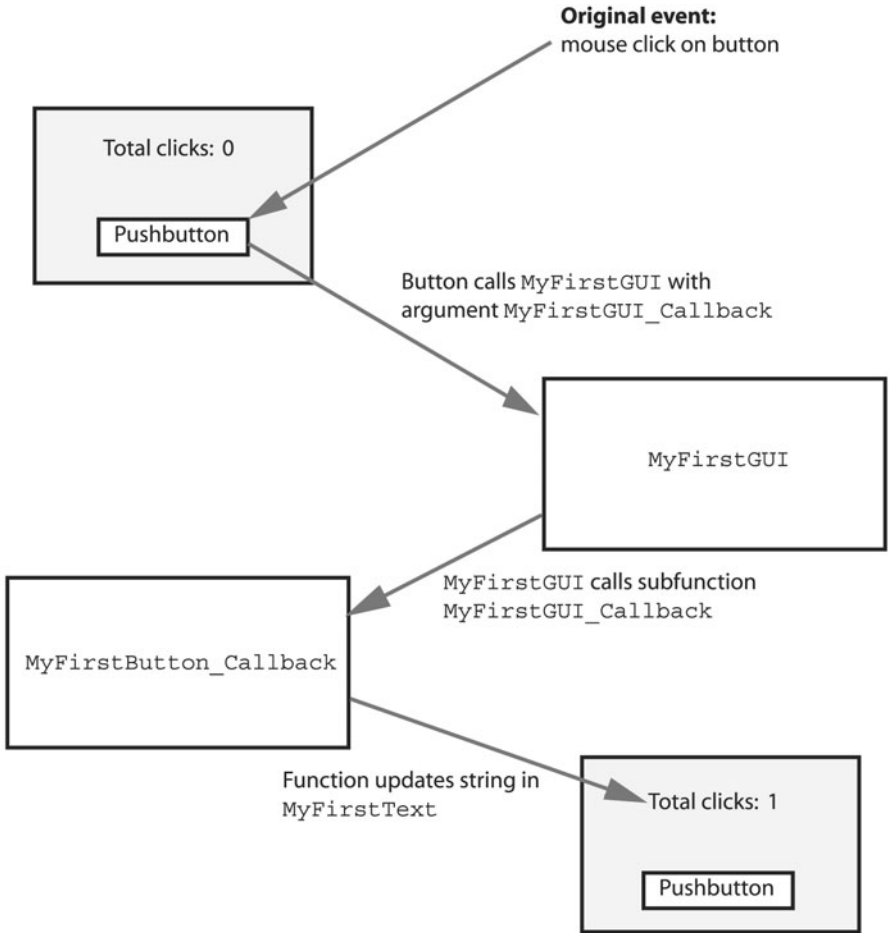 Original event:
mouse click on button
Total clicks: 0
Pushbutton
Button calls MyFirstGUI with
argument MyFirstGUI_Callback
MyFirstGUI
MyFirstGUI calls subfunction
MyFirstGUI_Callback
MyFirstButton_Callback
Function updates string in
MyFirstText
Total clicks: 1
Pushbutton